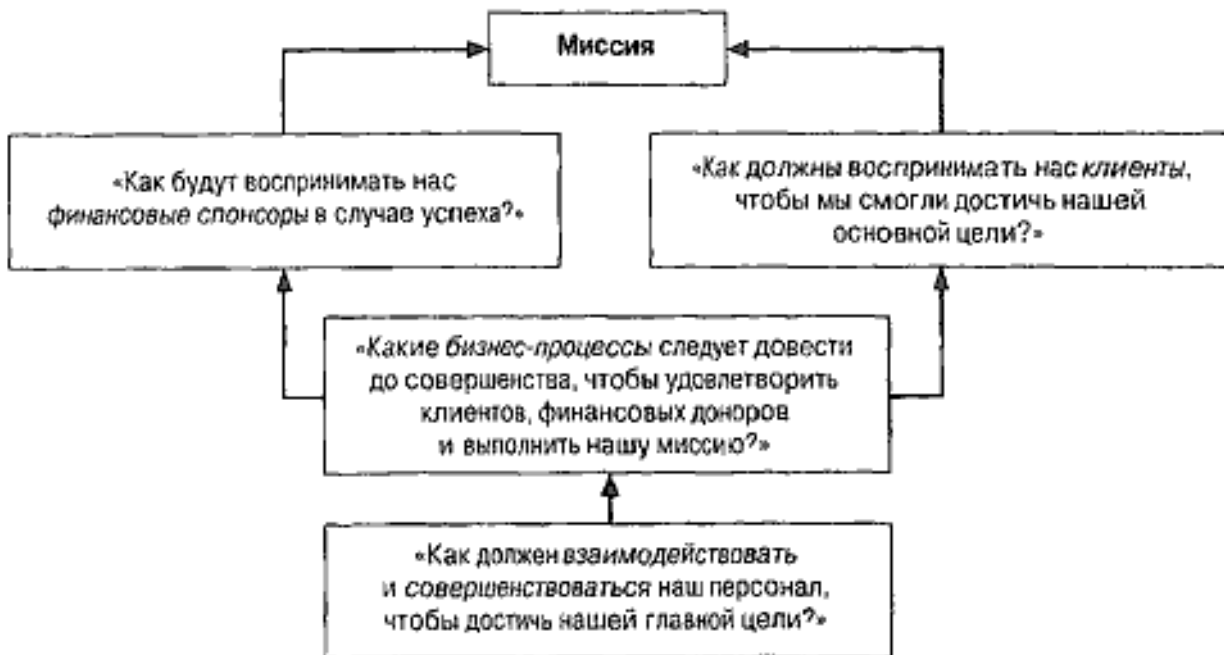 Миссия
«Как будут воспринимать нас
финансовые спонсоры в случае успеха?»
«Как должны воспринимать нас клиенты,
чтобы мы смогли достичь нашей
основной цели?»
«Какие бизнес-процессы следует довести
до совершенства, чтобы удовлетворить
клиентов, финансовых доноров
и выполнить нашу миссию?»
«Как должен взаимодействовать
и совершенствоваться наш персонал,
чтобы достичь нашей главной цели?»